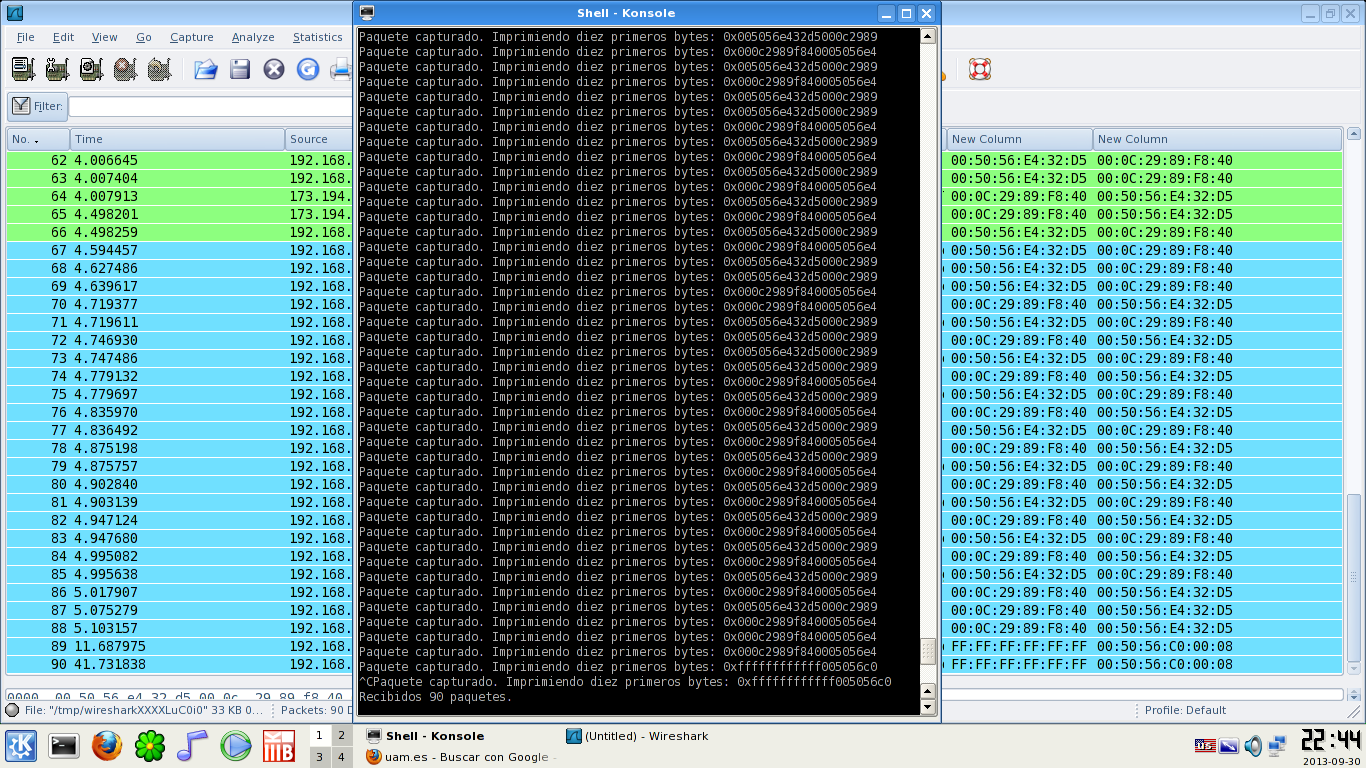 Shell - Konsole
File Edit View Go Capture Analyze Statistics
Filter:
No. Time Source New Column New Column
62 4.006645 192.168. 00:50:56:E4:32:D5 00:0C:29:89:F8:40
63 4.007404 192.168. 00:50:56:E4:32:D5 00:0C:29:89:F8:40
64 4.007913 173.194. 00:0C:29:89:F8:40 00:50:56:E4:32:D5
65 4.498201 173.194. 00:0C:29:89:F8:40 00:50:56:E4:32:D5
66 4.498259 192.168. 00:50:56:E4:32:D5 00:0C:29:89:F8:40
67 4.594457 192.168. 00:50:56:E4:32:D5 00:0C:29:89:F8:40
68 4.627486 192.168. 00:50:56:E4:32:D5 00:0C:29:89:F8:40
69 4.639617 192.168. 00:50:56:E4:32:D5 00:0C:29:89:F8:40
70 4.719377 192.168. 00:0C:29:89:F8:40 00:50:56:E4:32:D5
71 4.719611 192.168. 00:50:56:E4:32:D5 00:0C:29:89:F8:40
72 4.746930 192.168. 00:0C:29:89:F8:40 00:50:56:E4:32:D5
73 4.747486 192.168. 00:50:56:E4:32:D5 00:0C:29:89:F8:40
74 4.779132 192.168. 00:0C:29:89:F8:40 00:50:56:E4:32:D5
75 4.779697 192.168. 00:50:56:E4:32:D5 00:0C:29:89:F8:40
76 4.835970 192.168. 00:0C:29:89:F8:40 00:50:56:E4:32:D5
77 4.836492 192.168. 00:50:56:E4:32:D5 00:0C:29:89:F8:40
78 4.875198 192.168. 00:0C:29:89:F8:40 00:50:56:E4:32:D5
79 4.875757 192.168. 00:50:56:E4:32:D5 00:0C:29:89:F8:40
80 4.902840 192.168. 00:0C:29:89:F8:40 00:50:56:E4:32:D5
81 4.903139 192.168. 00:50:56:E4:32:D5 00:0C:29:89:F8:40
82 4.947124 192.168. 00:0C:29:89:F8:40 00:50:56:E4:32:D5
83 4.947680 192.168. 00:50:56:E4:32:D5 00:0C:29:89:F8:40
84 4.995082 192.168. 00:0C:29:89:F8:40 00:50:56:E4:32:D5
85 4.995638 192.168. 00:50:56:E4:32:D5 00:0C:29:89:F8:40
86 5.017907 192.168. 00:0C:29:89:F8:40 00:50:56:E4:32:D5
87 5.075279 192.168. 00:0C:29:89:F8:40 00:50:56:E4:32:D5
88 5.103157 192.168. 00:0C:29:89:F8:40 00:50:56:E4:32:D5
89 11.687975 192.168. FF:FF:FF:FF:FF:FF 00:50:56:C0:00:08
90 41.731838 192.168. FF:FF:FF:FF:FF:FF 00:50:56:C0:00:08
Paquete capturado. Imprimiendo diez primeros bytes: 0x005056e432d5000c2989
Paquete capturado. Imprimiendo diez primeros bytes: 0x000c2989f840005056e4
Paquete capturado. Imprimiendo diez primeros bytes: 0x005056e432d5000c2989
Paquete capturado. Imprimiendo diez primeros bytes: 0x000c2989f840005056e4
Paquete capturado. Imprimiendo diez primeros bytes: 0x005056e432d5000c2989
Paquete capturado. Imprimiendo diez primeros bytes: 0x005056e432d5000c2989
Paquete capturado. Imprimiendo diez primeros bytes: 0x000c2989f840005056e4
Paquete capturado. Imprimiendo diez primeros bytes: 0x005056e432d5000c2989
Paquete capturado. Imprimiendo diez primeros bytes: 0x000c2989f840005056e4
Paquete capturado. Imprimiendo diez primeros bytes: 0x005056e432d5000c2989
Paquete capturado. Imprimiendo diez primeros bytes: 0x000c2989f840005056e4
Paquete capturado. Imprimiendo diez primeros bytes: 0x005056e432d5000c2989
Paquete capturado. Imprimiendo diez primeros bytes: 0x000c2989f840005056e4
Paquete capturado. Imprimiendo diez primeros bytes: 0x005056e432d5000c2989
Paquete capturado. Imprimiendo diez primeros bytes: 0x000c2989f840005056e4
Paquete capturado. Imprimiendo diez primeros bytes: 0x005056e432d5000c2989
Paquete capturado. Imprimiendo diez primeros bytes: 0x005056e432d5000c2989
Paquete capturado. Imprimiendo diez primeros bytes: 0x000c2989f840005056e4
Paquete capturado. Imprimiendo diez primeros bytes: 0x000c2989f840005056e4
Paquete capturado. Imprimiendo diez primeros bytes: 0x005056e432d5000c2989
Paquete capturado. Imprimiendo diez primeros bytes: 0x005056e432d5000c2989
Paquete capturado. Imprimiendo diez primeros bytes: 0x005056e432d5000c2989
Paquete capturado. Imprimiendo diez primeros bytes: 0x005056e432d5000c2989
Paquete capturado. Imprimiendo diez primeros bytes: 0x000c2989f840005056e4
Paquete capturado. Imprimiendo diez primeros bytes: 0x005056e432d5000c2989
Paquete capturado. Imprimiendo diez primeros bytes: 0x000c2989f840005056e4
Paquete capturado. Imprimiendo diez primeros bytes: 0x005056e432d5000c2989
Paquete capturado. Imprimiendo diez primeros bytes: 0x000c2989f840005056e4
Paquete capturado. Imprimiendo diez primeros bytes: 0x005056e432d5000c2989
Paquete capturado. Imprimiendo diez primeros bytes: 0x000c2989f840005056e4
Paquete capturado. Imprimiendo diez primeros bytes: 0x005056e432d5000c2989
Paquete capturado. Imprimiendo diez primeros bytes: 0x000c2989f840005056e4
Paquete capturado. Imprimiendo diez primeros bytes: 0x005056e432d5000c2989
Paquete capturado. Imprimiendo diez primeros bytes: 0x000c2989f840005056e4
Paquete capturado. Imprimiendo diez primeros bytes: 0x005056e432d5000c2989
Paquete capturado. Imprimiendo diez primeros bytes: 0x000c2989f840005056e4
Paquete capturado. Imprimiendo diez primeros bytes: 0x005056e432d5000c2989
Paquete capturado. Imprimiendo diez primeros bytes: 0x000c2989f840005056e4
Paquete capturado. Imprimiendo diez primeros bytes: 0x005056e432d5000c2989
Paquete capturado. Imprimiendo diez primeros bytes: 0x000c2989f840005056e4
Paquete capturado. Imprimiendo diez primeros bytes: 0x000c2989f840005056e4
Paquete capturado. Imprimiendo diez primeros bytes: 0x000c2989f840005056e4
Paquete capturado. Imprimiendo diez primeros bytes: 0xffffffffffff005056c0
^CPaquete capturado. Imprimiendo diez primeros bytes: 0xffffffffffff005056c0
Recibidos 90 paquetes.
0000 00 50 56 e4 32 d5 00 0c 29 89 f8 40
File: "/tmp/wiresharkXXXXLuC0i0" 33 KB 0... Packets: 90 D Profile: Default
1 2
3 4
Shell - Konsole
(Untitled) - Wireshark
uam.es - Buscar con Google -
us
22:44
2013-09-30